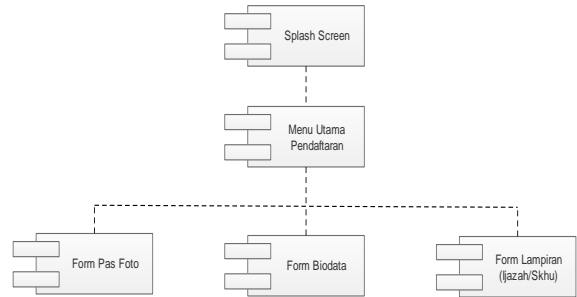 Splash Screen
Menu Utama
Pendaftaran
Form Pas Foto
Form Biodata
Form Lampiran
(Ijazah/Skhu)